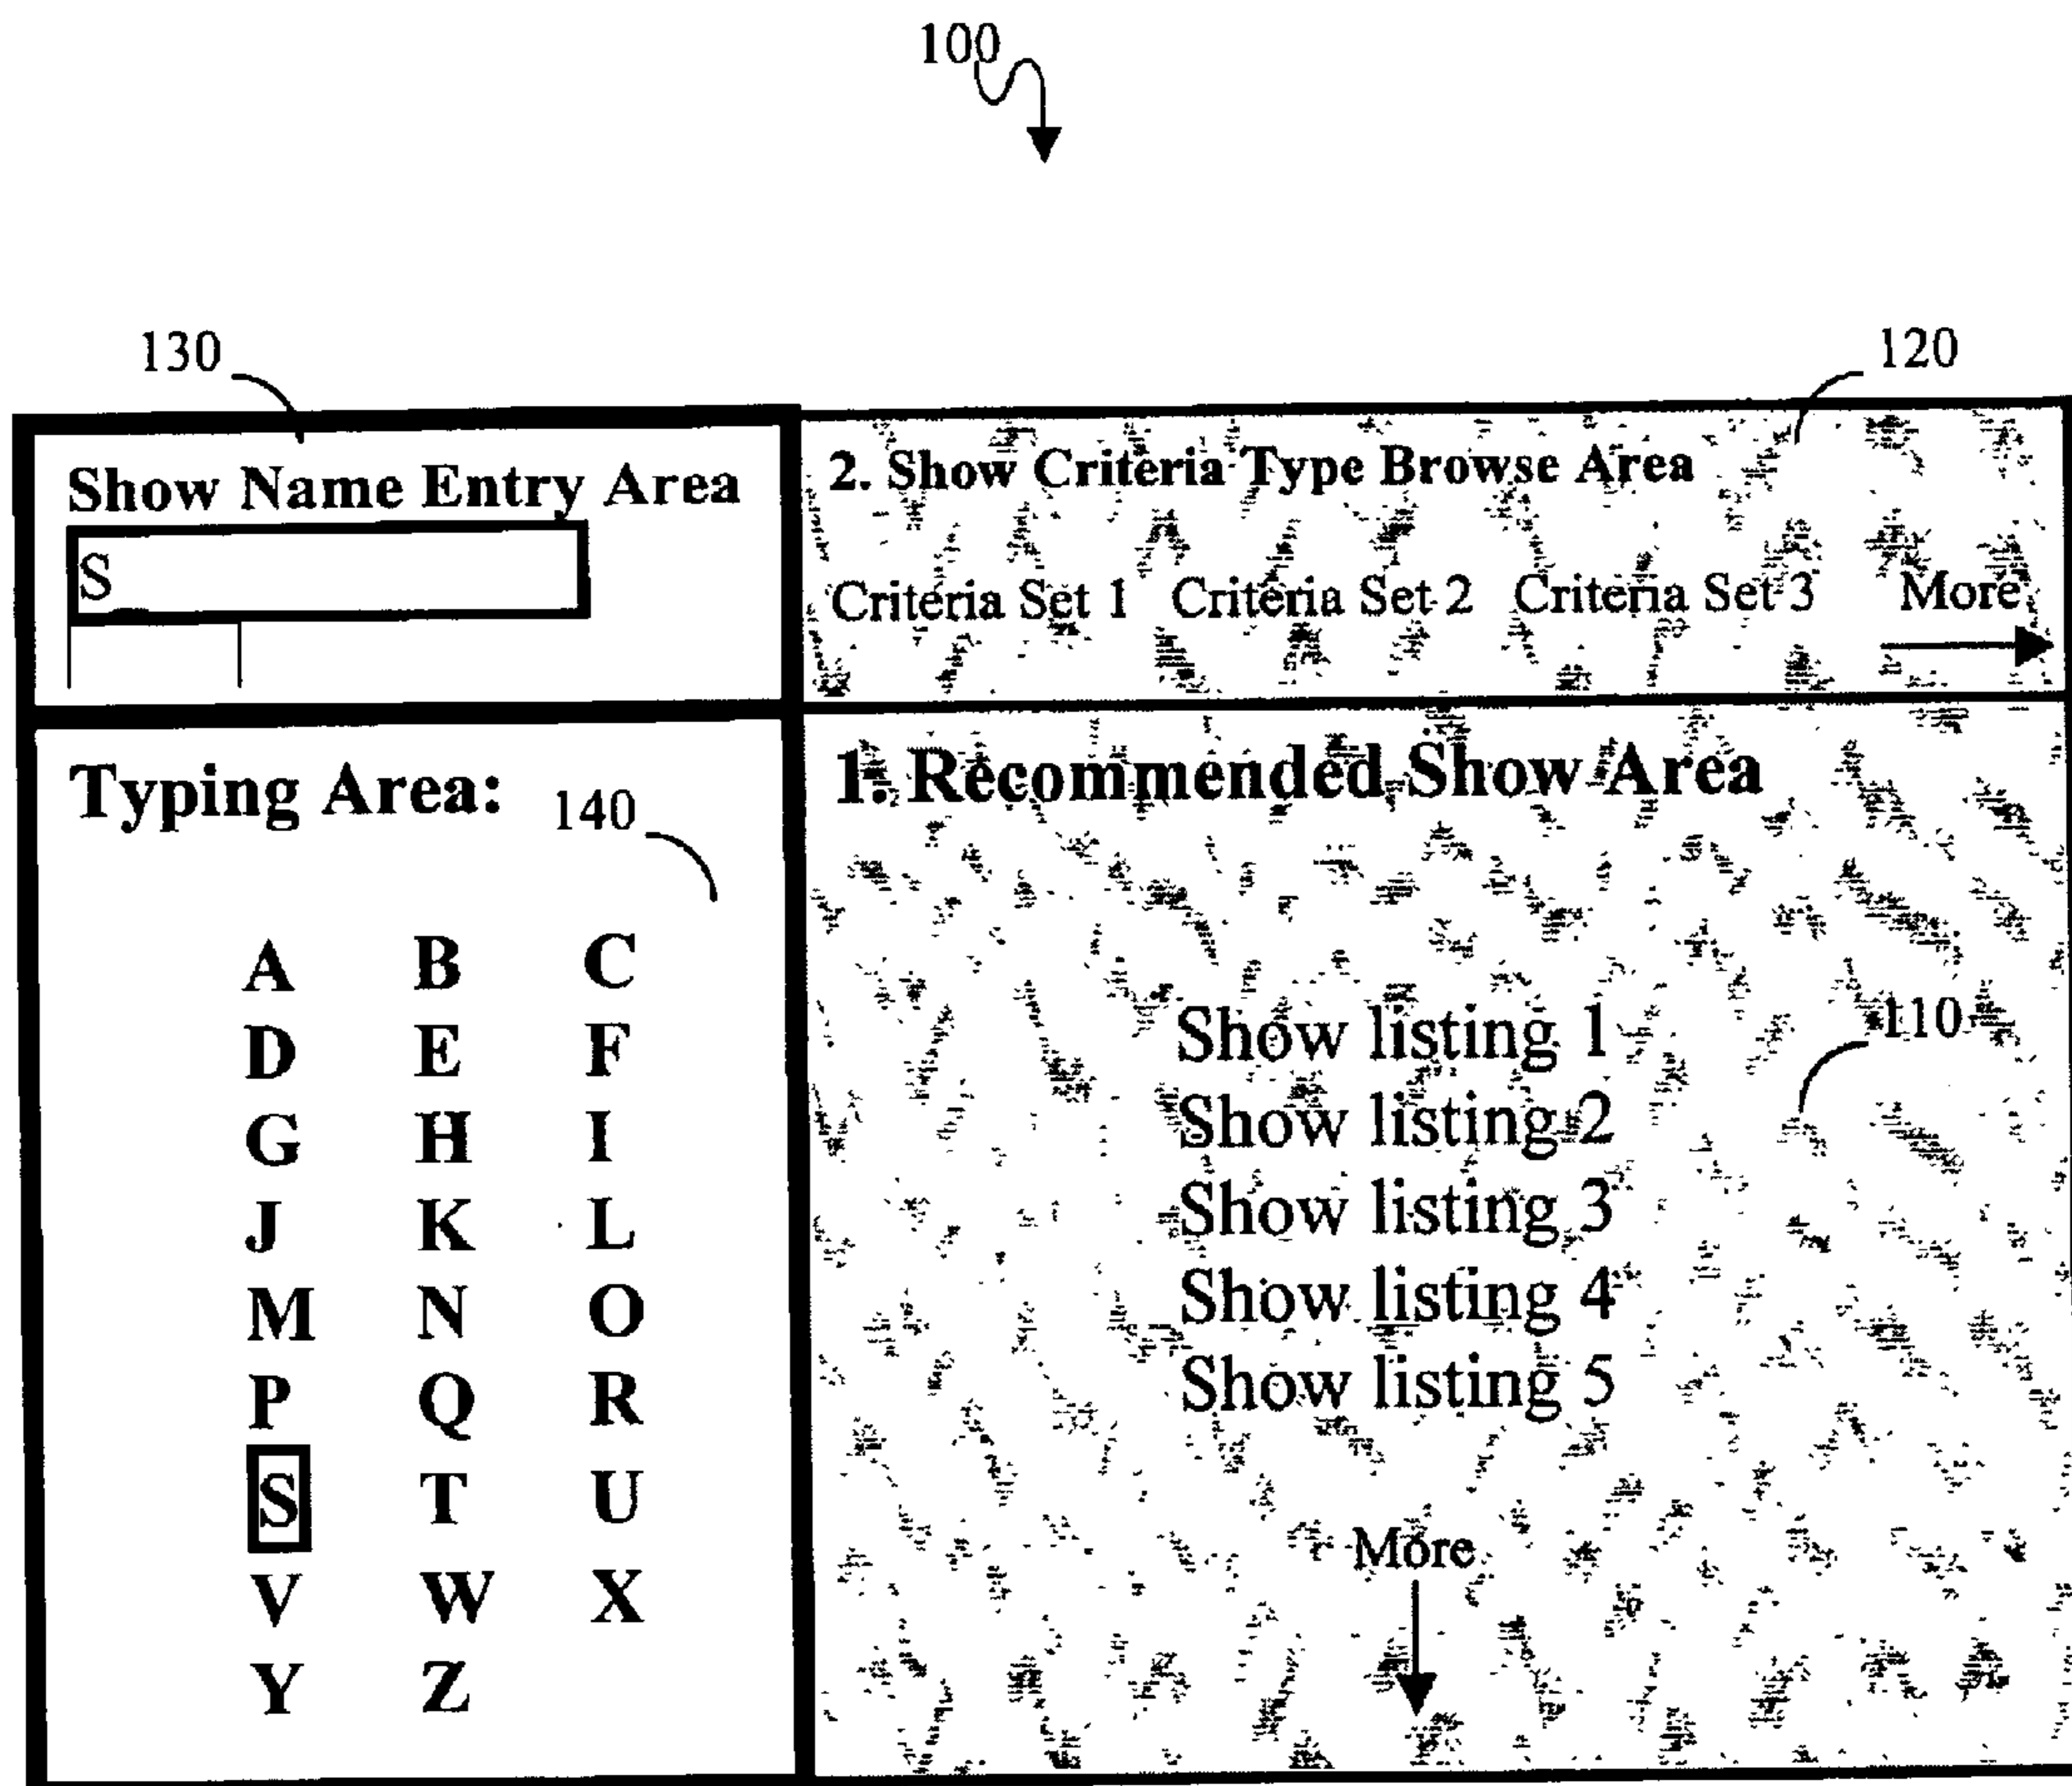 100
130
120
Show Name Entry Area
S
2. Show Criteria Type Browse Area
Criteria Set 1 Criteria Set 2 Criteria Set 3 More
Typing Area:
140
A B C
D E F
G H I
J K L
M N O
P Q R
S T U
V W X
Y Z
1. Recommended Show Area
110
Show listing 1
Show listing 2
Show listing 3
Show listing 4
Show listing 5
More